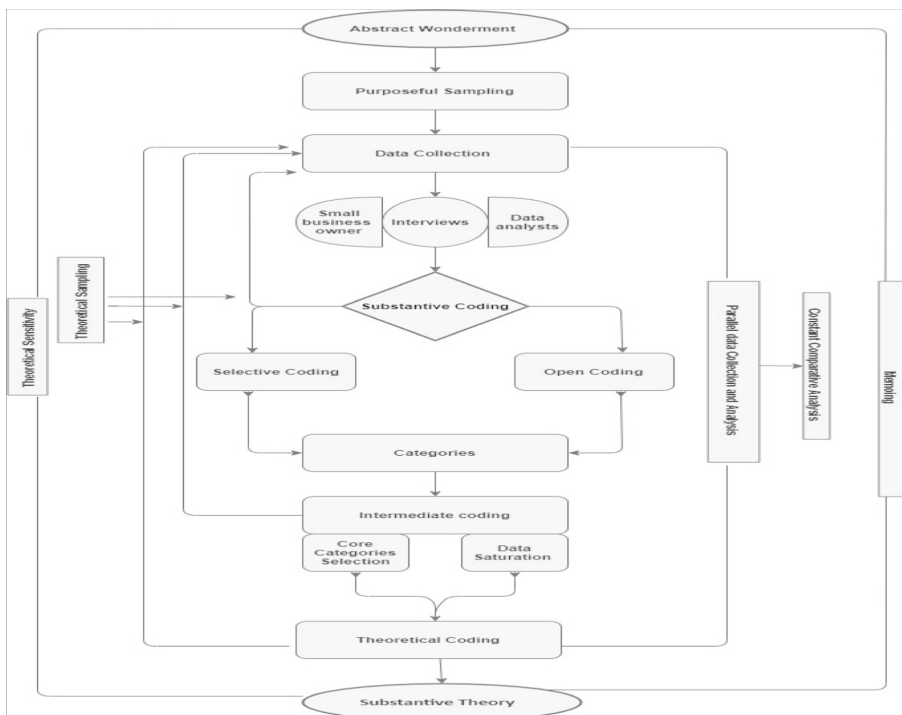 Abstract Wonderment
Purposeful Sampling
Data Collection
Small
business
owner
Interviews
Data
analysts
Substantive Coding
Selective Coding
Open Coding
Categories
Intermediate coding
Core
Categories
Selection
Data
Saturation
Theoretical Coding
Substantive Theory
Theoretical Sensitivity
Theoretical Sampling
Parallel data Collection and Analysis
Constant Comparative Analysis
Memoing